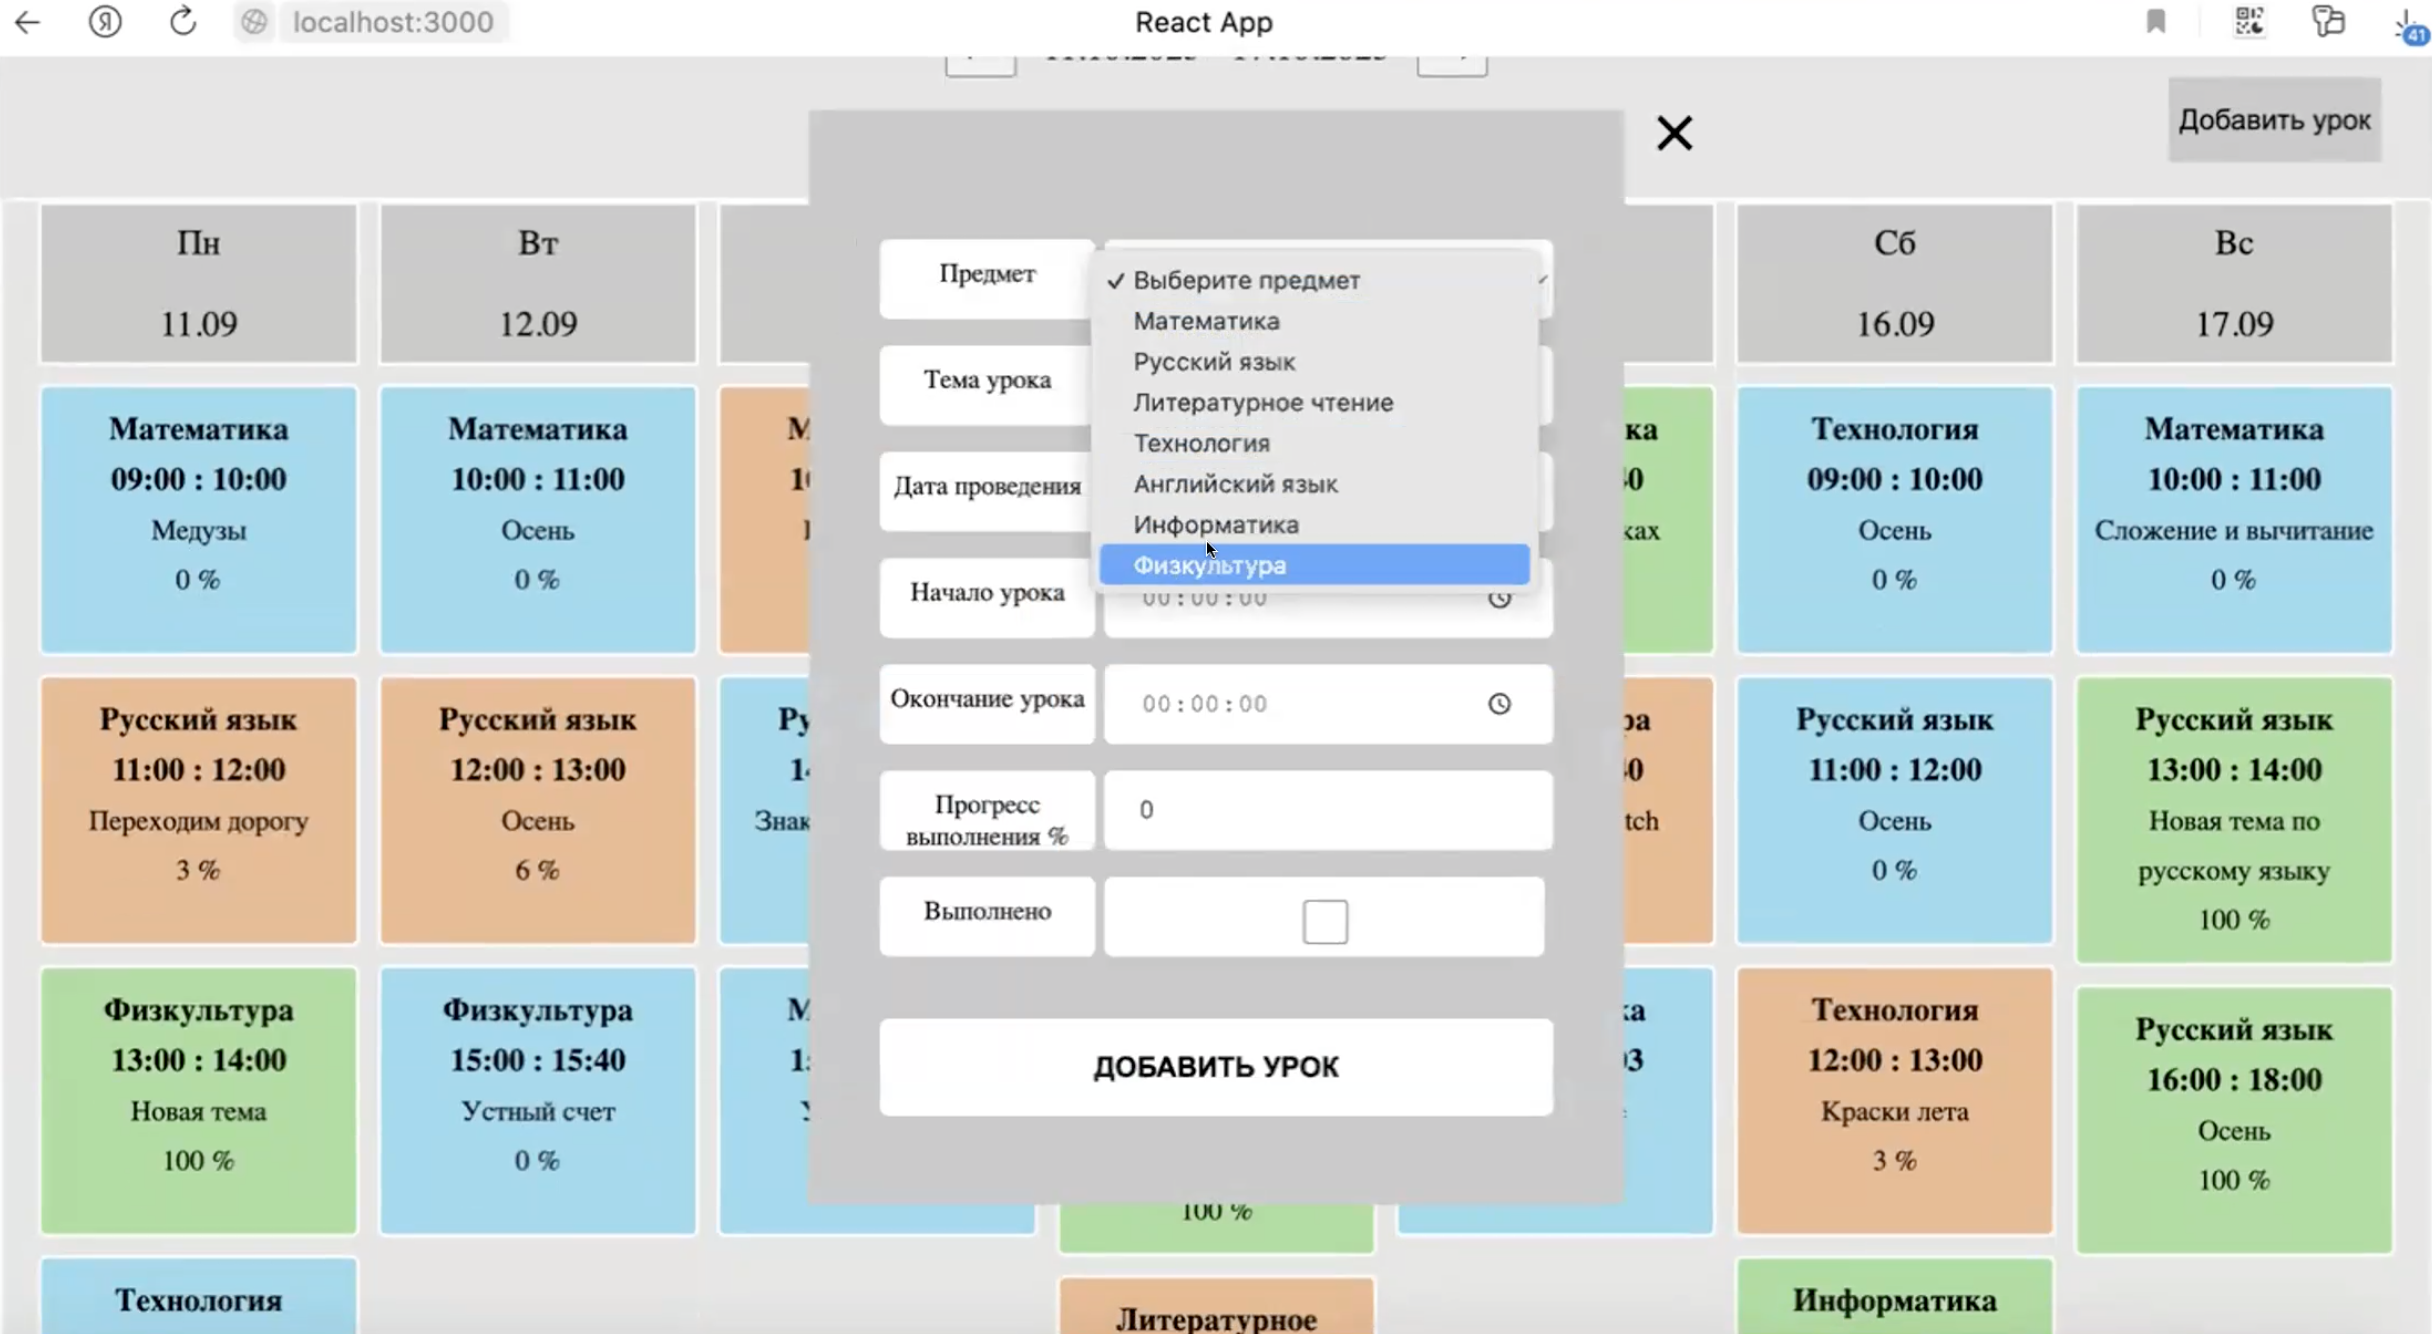 localhost:3000
React App
41
Добавить урок
Пн
11.09
Вт
12.09
Сб
16.09
Вс
17.09
Математика
09:00 : 10:00
Медузы
0 %
Математика
10:00 : 11:00
Осень
0 %
Технология
09:00 : 10:00
Осень
0 %
Математика
10:00 : 11:00
Сложение и вычитание
0 %
Русский язык
11:00 : 12:00
Переходим дорогу
3 %
Русский язык
12:00 : 13:00
Осень
6 %
Русский язык
11:00 : 12:00
Осень
0 %
Русский язык
13:00 : 14:00
Новая тема по
русскому языку
100 %
Физкультура
13:00 : 14:00
Новая тема
100 %
Физкультура
15:00 : 15:40
Устный счет
0 %
Технология
12:00 : 13:00
Краски лета
3 %
Русский язык
16:00 : 18:00
Осень
100 %
Технология
100 %
Литературное
Информатика
Предмет
Выберите предмет
Математика
Русский язык
Литературное чтение
Технология
Английский язык
Информатика
Физкультура
Тема урока
Дата проведения
Начало урока
00:00:00
Окончание урока
00:00:00
Прогресс
выполнения %
0
Выполнено
ДОБАВИТЬ УРОК